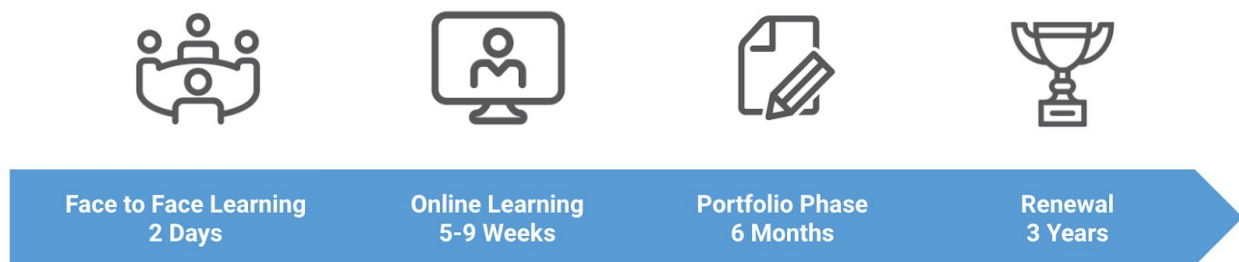 Face to Face Learning
2 Days
Online Learning
5-9 Weeks
Portfolio Phase
6 Months
Renewal
3 Years